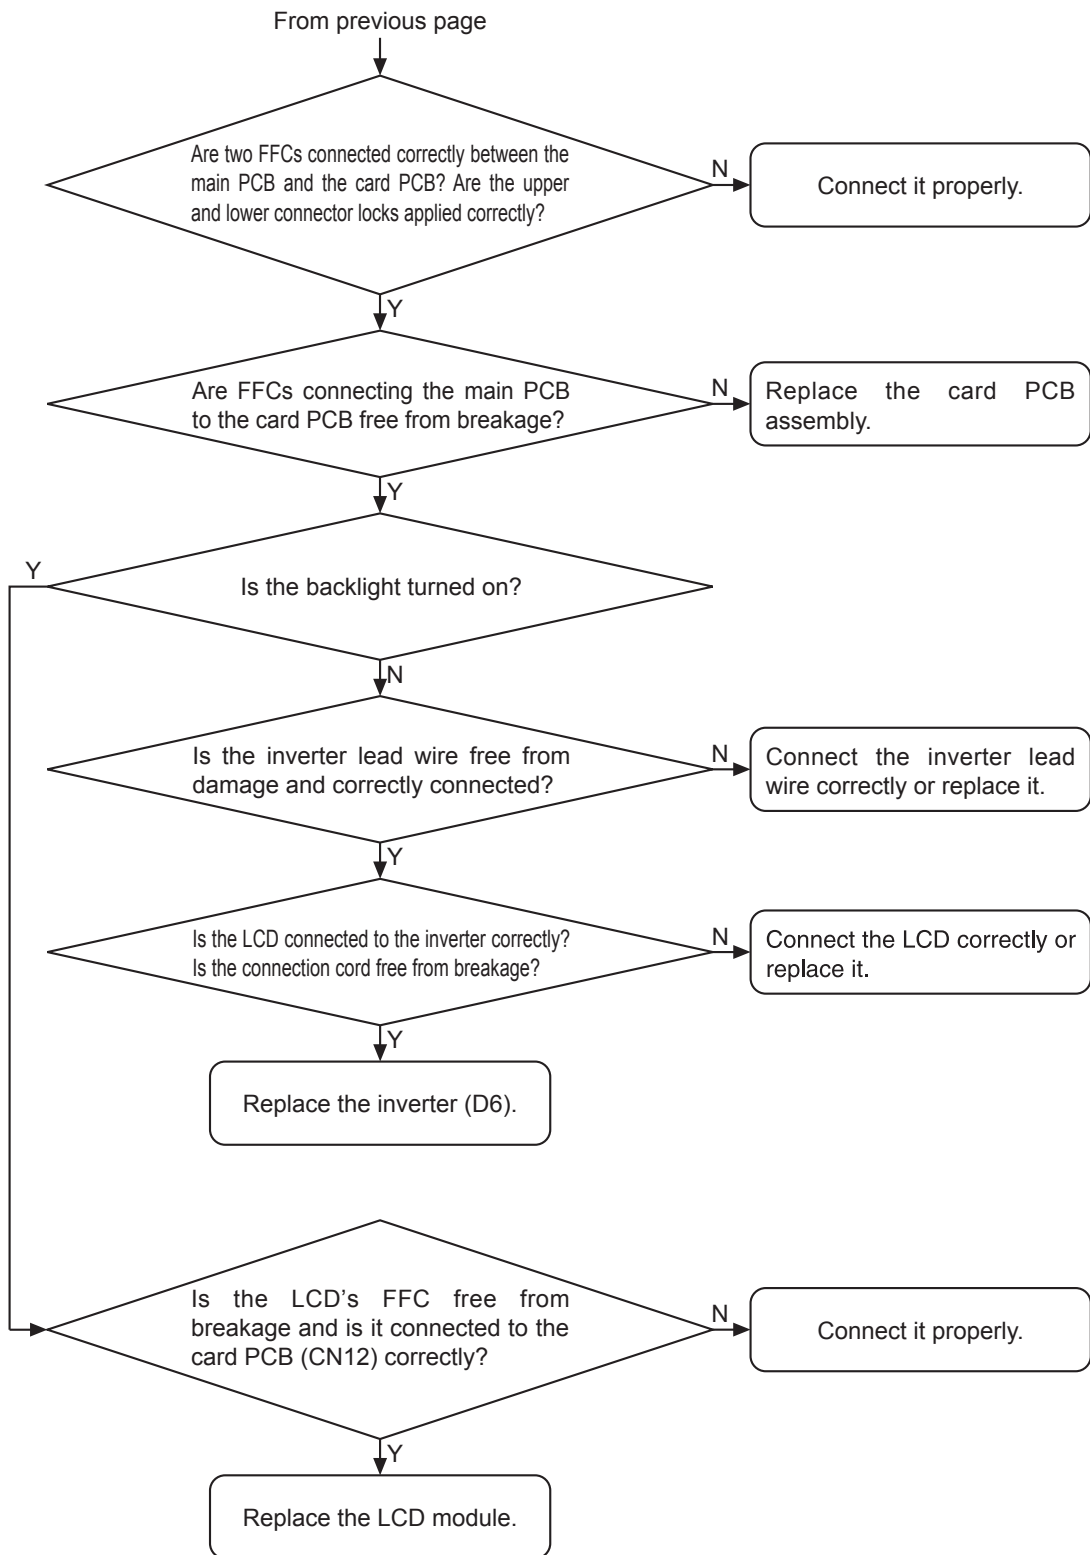 From previous page
Are two FFCs connected correctly between the
main PCB and the card PCB? Are the upper
and lower connector locks applied correctly?
N
Connect it properly.
Y
Are FFCs connecting the main PCB
to the card PCB free from breakage?
N
Replace the card PCB
assembly.
Y
Y
Is the backlight turned on?
N
Is the inverter lead wire free from
damage and correctly connected?
N
Connect the inverter lead
wire correctly or replace it.
Y
Is the LCD connected to the inverter correctly?
Is the connection cord free from breakage?
N
Connect the LCD correctly or
replace it.
Y
Replace the inverter (D6).
Is the LCD's FFC free from
breakage and is it connected to the
card PCB (CN12) correctly?
N
Connect it properly.
Y
Replace the LCD module.